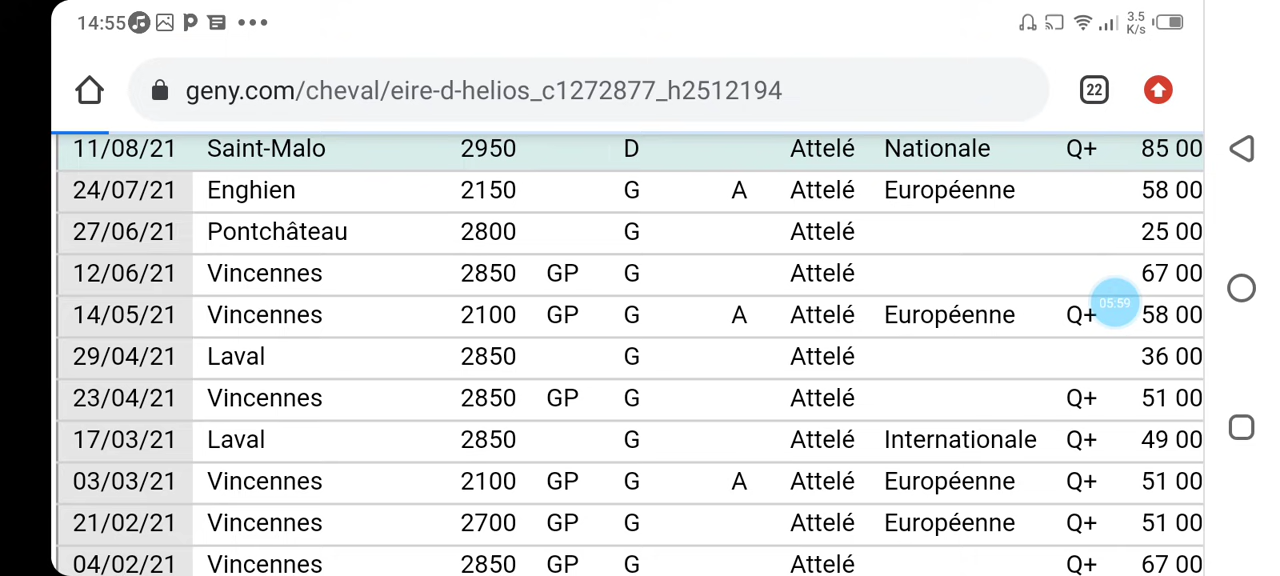 14:55 3.5 K/s
geny.com/cheval/eire-d-helios_c1272877_h2512194 22
11/08/21 Saint-Malo 2950 D Attelé Nationale Q+ 85 00
24/07/21 Enghien 2150 G A Attelé Européenne 58 00
27/06/21 Pontchâteau 2800 G Attelé 25 00
12/06/21 Vincennes 2850 GP G Attelé 67 00
05:59
14/05/21 Vincennes 2100 GP G A Attelé Européenne Q+ 58 00
29/04/21 Laval 2850 G Attelé 36 00
23/04/21 Vincennes 2850 GP G Attelé Q+ 51 00
17/03/21 Laval 2850 G Attelé Internationale Q+ 49 00
03/03/21 Vincennes 2100 GP G A Attelé Européenne Q+ 51 00
21/02/21 Vincennes 2700 GP G Attelé Européenne Q+ 51 00
04/02/21 Vincennes 2850 GP G Attelé Q+ 67 00